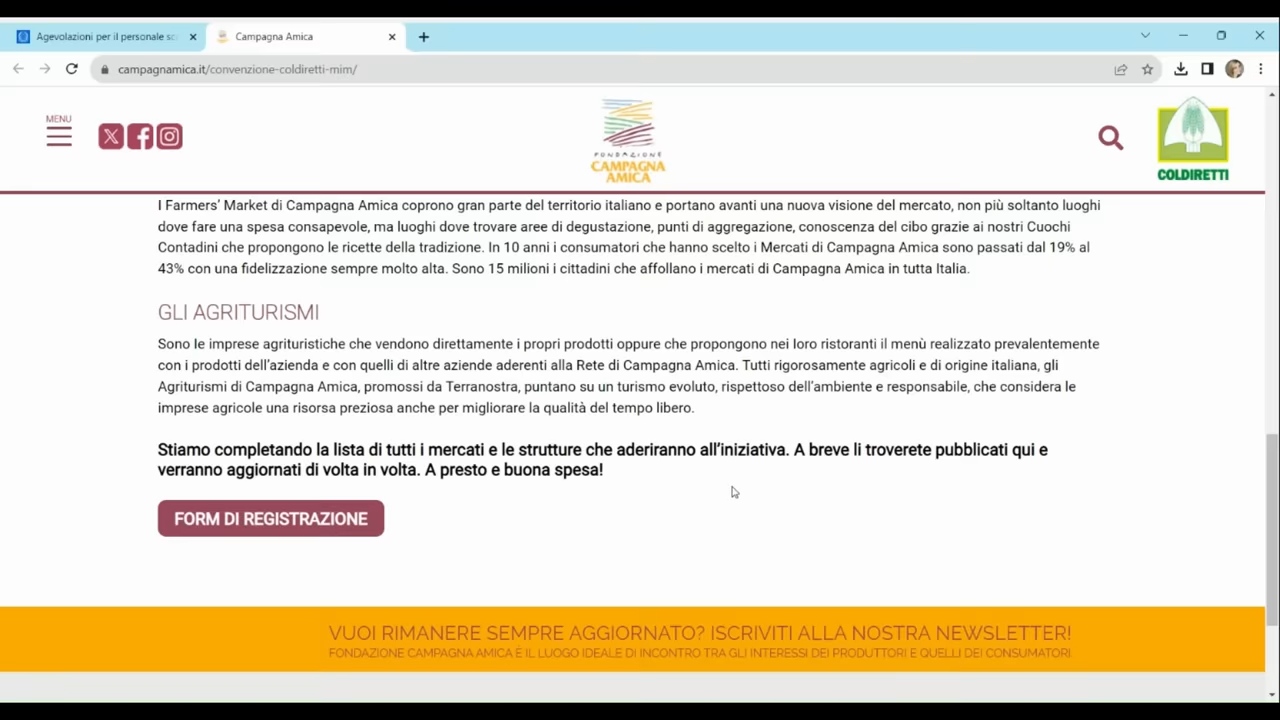 Agevolazioni per il personale sc
Campagna Amica
campagnamica.it/convenzione-coldiretti-mim/
MENU
FONDAZIONE
CAMPAGNA
AMICA
COLDIRETTI
I Farmers' Market di Campagna Amica coprono gran parte del territorio italiano e portano avanti una nuova visione del mercato, non più soltanto luoghi
dove fare una spesa consapevole, ma luoghi dove trovare aree di degustazione, punti di aggregazione, conoscenza del cibo grazie ai nostri Cuochi
Contadini che propongono le ricette della tradizione. In 10 anni i consumatori che hanno scelto i Mercati di Campagna Amica sono passati dal 19% al
43% con una fidelizzazione sempre molto alta. Sono 15 milioni i cittadini che affollano i mercati di Campagna Amica in tutta Italia.
GLI AGRITURISMI
Sono le imprese agrituristiche che vendono direttamente i propri prodotti oppure che propongono nei loro ristoranti il menù realizzato prevalentemente
con i prodotti dell'azienda e con quelli di altre aziende aderenti alla Rete di Campagna Amica. Tutti rigorosamente agricoli e di origine italiana, gli
Agriturismi di Campagna Amica, promossi da Terranostra, puntano su un turismo evoluto, rispettoso dell'ambiente e responsabile, che considera le
imprese agricole una risorsa preziosa anche per migliorare la qualità del tempo libero.
Stiamo completando la lista di tutti i mercati e le strutture che aderiranno all'iniziativa. A breve li troverete pubblicati qui e
verranno aggiornati di volta in volta. A presto e buona spesa!
FORM DI REGISTRAZIONE
VUOI RIMANERE SEMPRE AGGIORNATO? ISCRIVITI ALLA NOSTRA NEWSLETTER!
FONDAZIONE CAMPAGNA AMICA È IL LUOGO IDEALE DI INCONTRO TRA GLI INTERESSI DEI PRODUTTORI E QUELLI DEI CONSUMATORI.